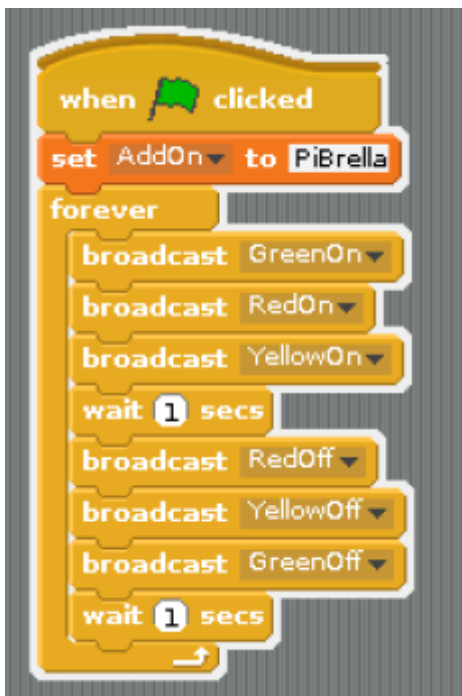 when clicked
set AddOn to PiBrella
forever
broadcast GreenOn
broadcast RedOn
broadcast YellowOn
wait 1 secs
broadcast RedOff
broadcast YellowOff
broadcast GreenOff
wait 1 secs